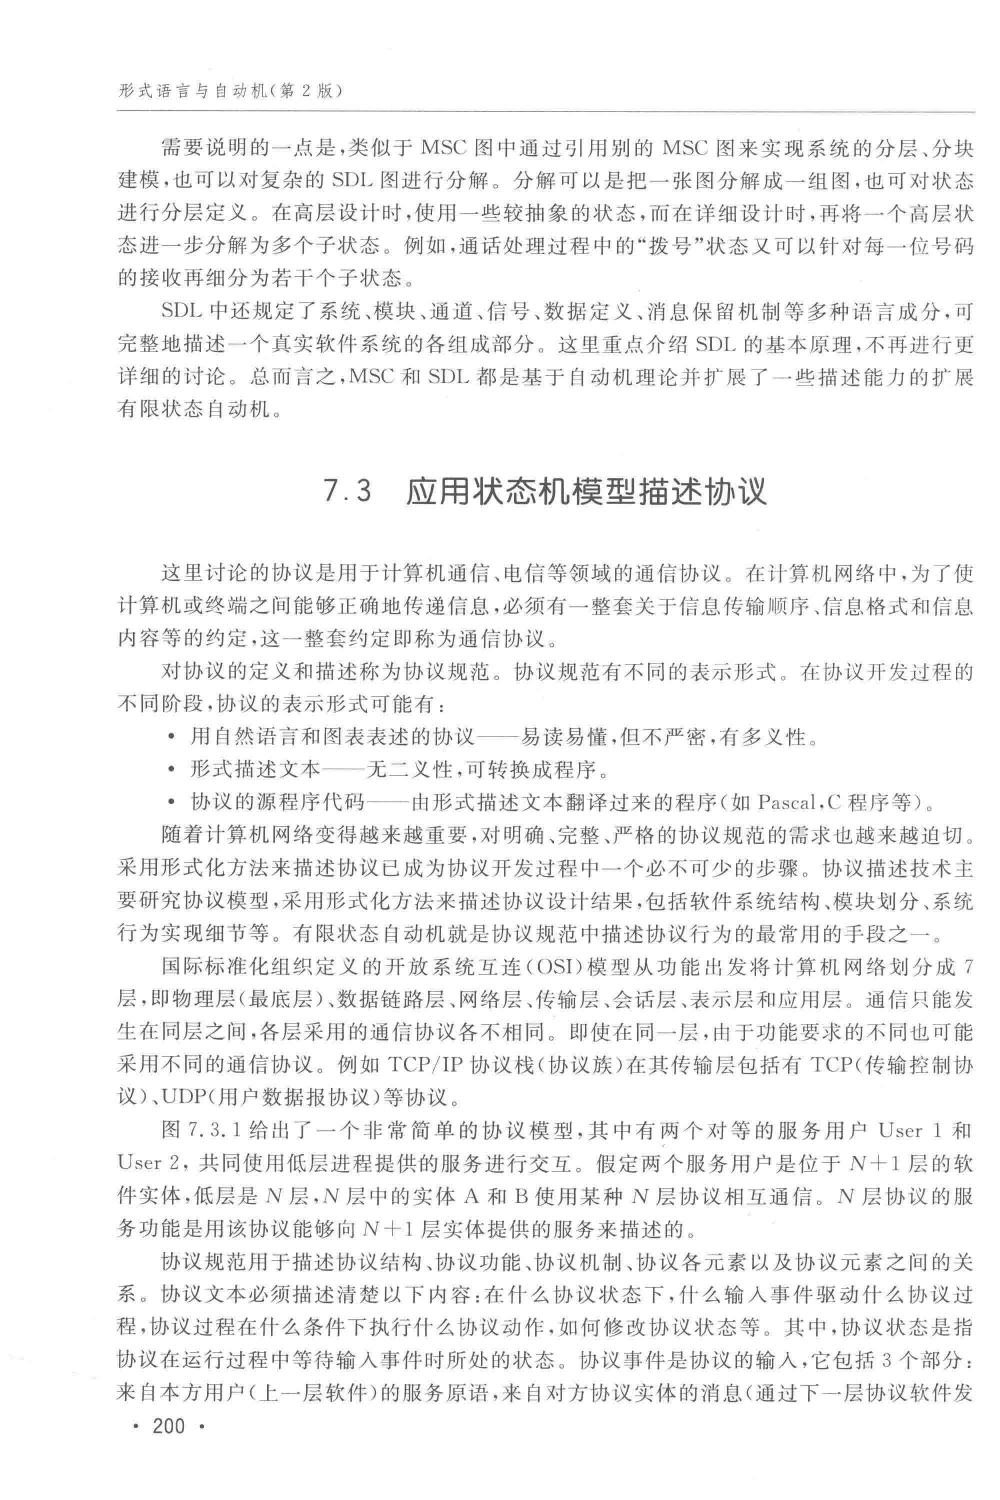 形式语言与自动机(第2版)
需要说明的一点是,类似于 MSC 图中通过引用别的 MSC 图来实现系统的分层、分块
建模,也可以对复杂的 SDL 图进行分解。分解可以是把一张图分解成一组图,也可对状态
进行分层定义。在高层设计时,使用一些较抽象的状态,而在详细设计时,再将一个高层状
态进一步分解为多个子状态。例如,通话处理过程中的“拨号”状态又可以针对每一位号码
的接收再细分为若干个子状态。
SDL 中还规定了系统、模块、通道、信号、数据定义、消息保留机制等多种语言成分,可
完整地描述一个真实软件系统的各组成部分。这里重点介绍 SDL 的基本原理,不再进行更
详细的讨论。总而言之,MSC 和 SDL 都是基于自动机理论并扩展了一些描述能力的扩展
有限状态自动机。
7.3 应用状态机模型描述协议
这里讨论的协议是用于计算机通信、电信等领域的通信协议。在计算机网络中,为了使
计算机或终端之间能够正确地传递信息,必须有一整套关于信息传输顺序、信息格式和信息
内容等的约定,这一整套约定即称为通信协议。
对协议的定义和描述称为协议规范。协议规范有不同的表示形式。在协议开发过程的
不同阶段,协议的表示形式可能有:
• 用自然语言和图表表述的协议——易读易懂,但不严密,有多义性。
• 形式描述文本——无二义性,可转换成程序。
• 协议的源程序代码——由形式描述文本翻译过来的程序(如 Pascal,C 程序等)。
随着计算机网络变得越来越重要,对明确、完整、严格的协议规范的需求也越来越迫切。
采用形式化方法来描述协议已成为协议开发过程中一个必不可少的步骤。协议描述技术主
要研究协议模型,采用形式化方法来描述协议设计结果,包括软件系统结构、模块划分、系统
行为实现细节等。有限状态自动机就是协议规范中描述协议行为的最常用的手段之一。
国际标准化组织定义的开放系统互连(OSI)模型从功能出发将计算机网络划分成 7
层,即物理层(最底层)、数据链路层、网络层、传输层、会话层、表示层和应用层。通信只能发
生在同层之间,各层采用的通信协议各不相同。即使在同一层,由于功能要求的不同也可能
采用不同的通信协议。例如 TCP/IP 协议栈(协议族)在其传输层包括有 TCP(传输控制协
议)、UDP(用户数据报协议)等协议。
图 7.3.1 给出了一个非常简单的协议模型,其中有两个对等的服务用户 User 1 和
User 2, 共同使用低层进程提供的服务进行交互。假定两个服务用户是位于 N+1 层的软
件实体,低层是 N 层,N 层中的实体 A 和 B 使用某种 N 层协议相互通信。N 层协议的服
务功能是用该协议能够向 N+1 层实体提供的服务来描述的。
协议规范用于描述协议结构、协议功能、协议机制、协议各元素以及协议元素之间的关
系。协议文本必须描述清楚以下内容:在什么协议状态下,什么输入事件驱动什么协议过
程,协议过程在什么条件下执行什么协议动作,如何修改协议状态等。其中,协议状态是指
协议在运行过程中等待输入事件时所处的状态。协议事件是协议的输入,它包括 3 个部分:
来自本方用户(上一层软件)的服务原语,来自对方协议实体的消息(通过下一层协议软件发
• 200 •